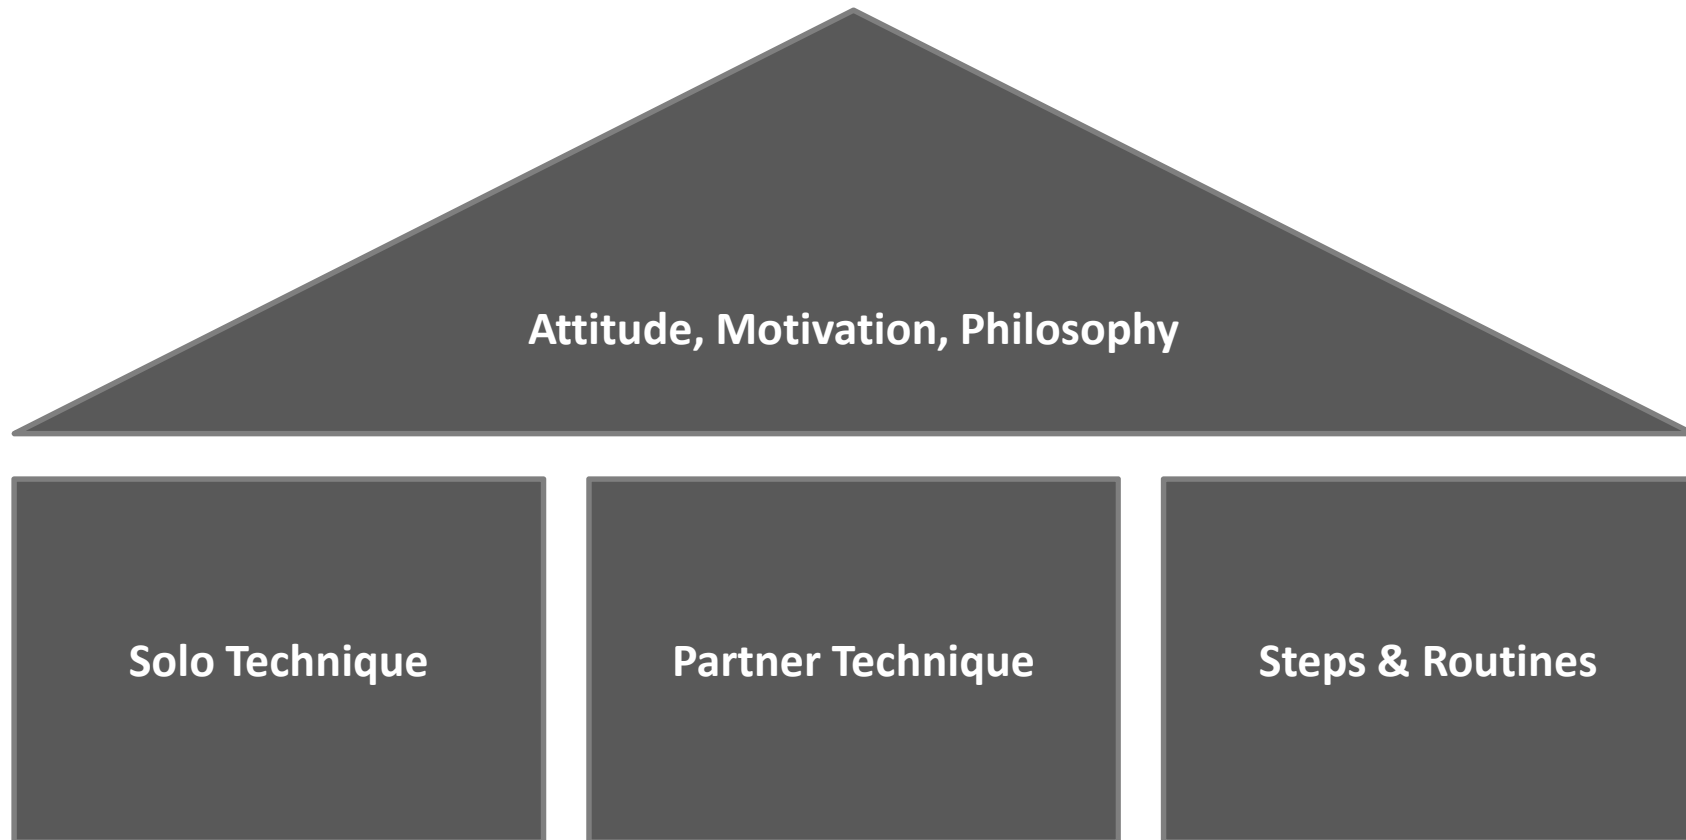 Attitude, Motivation, Philosophy
Solo Technique
Partner Technique
Steps & Routines